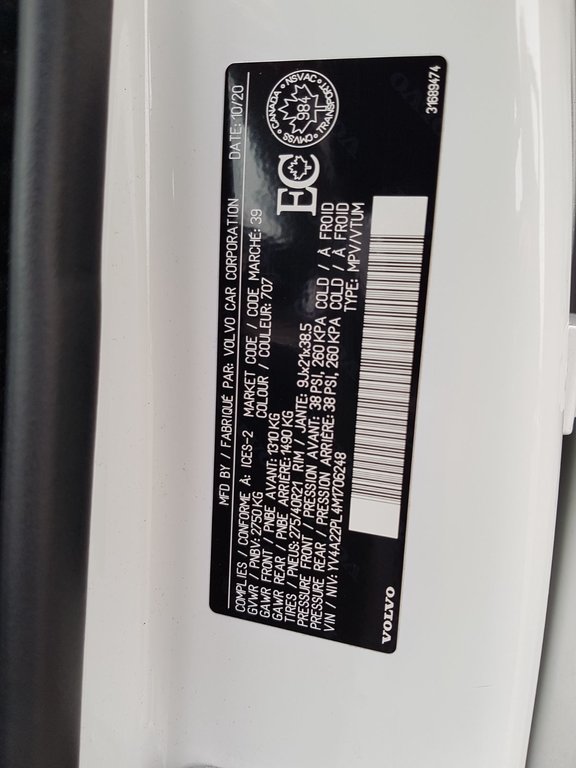 MFD BY / FABRIQUÉ PAR: VOLVO CAR CORPORATION DATE: 10/20
COMPLIES / CONFORME A: ICES-2 MARKET CODE / CODE MARCHÉ: 39
GVWR / PNBV: 2750 KG COLOUR / COULEUR: 707
GAWR FRONT / PNBE AVANT: 1310 KG
GAWR REAR / PNBE ARRIÈRE: 1490 KG
TIRES / PNEUS: 275/40R21 RIM / JANTE: 9Jx21x38.5
PRESSURE FRONT / PRESSION AVANT: 38 PSI, 260 KPA COLD / À FROID
PRESSURE REAR / PRESSION ARRIÈRE: 38 PSI, 260 KPA COLD / À FROID
VIN / NIV: YV4A22PL4M1706248 TYPE: MPV/VTUM
EC
CANADA NSVAC TRANSPORT CMVSS
984
VOLVO
31689474